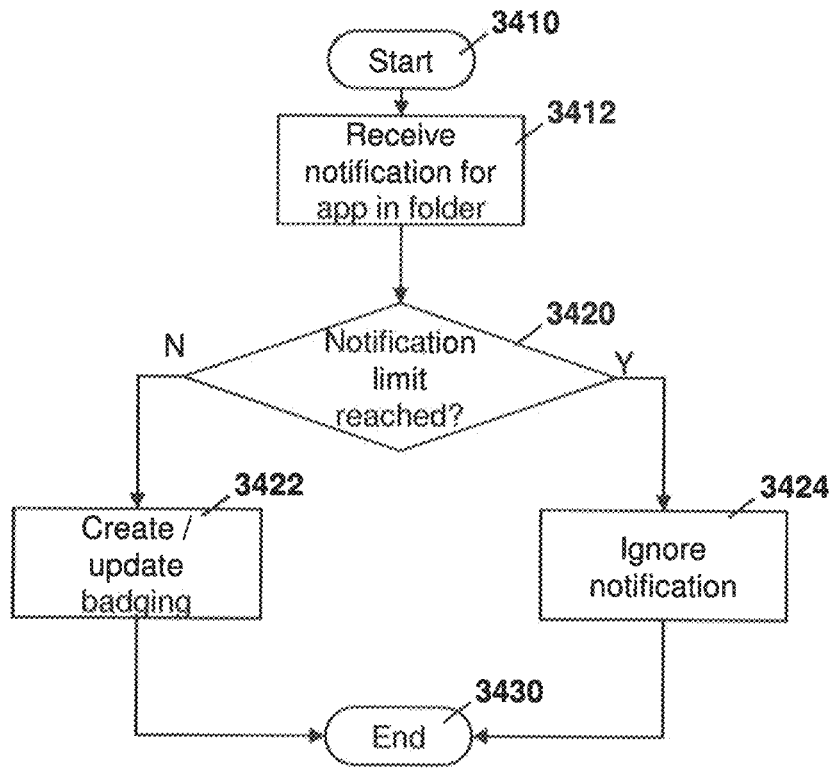 3410
Start
3412
Receive
notification for
app in folder
3420
N
Notification
limit
reached?
Y
3422
Create /
update
badging
3424
Ignore
notification
3430
End